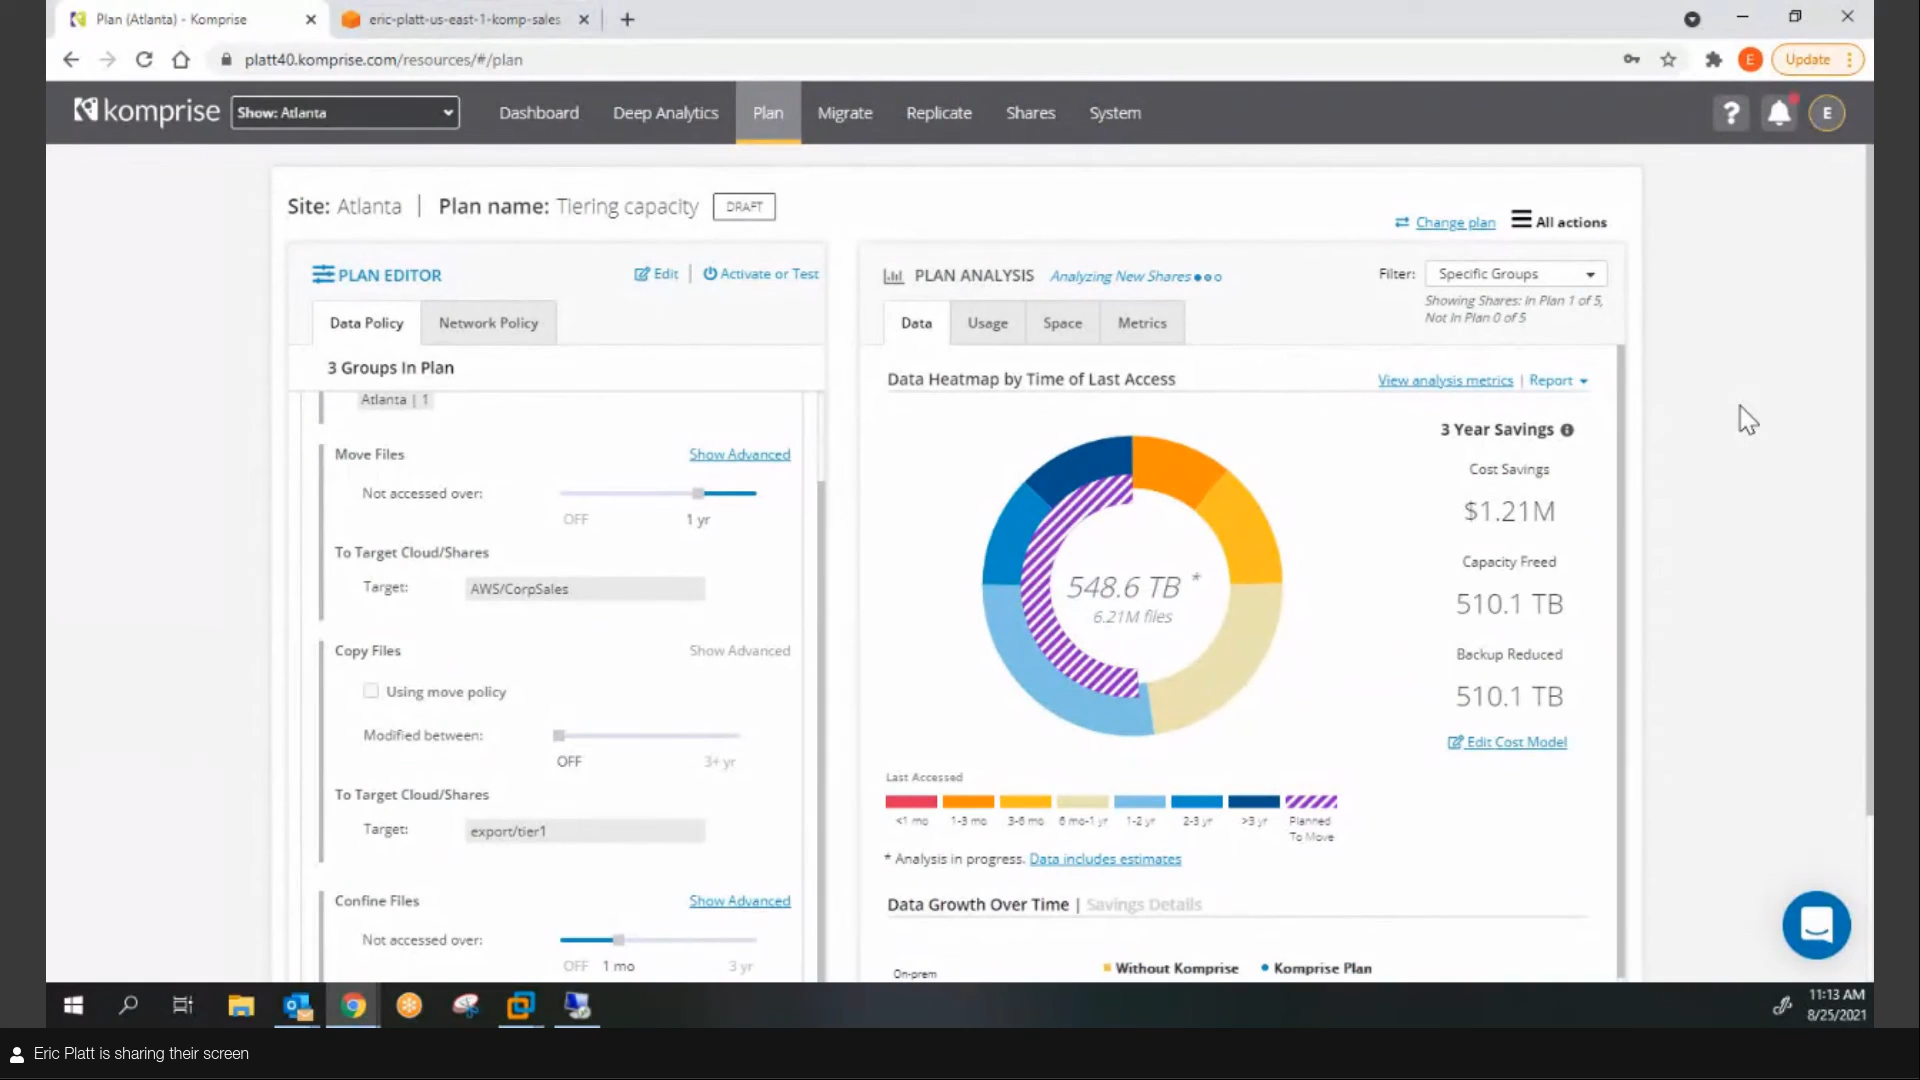 Plan (Atlanta) - Komprise
eric-platt-us-east-1-komp-sales
platt40.komprise.com/resources/#/plan
E
Update
komprise
Show: Atlanta
Dashboard
Deep Analytics
Plan
Migrate
Replicate
Shares
System
?
E
Site: Atlanta | Plan name: Tiering capacity
DRAFT
Change plan
All actions
PLAN EDITOR
Edit | Activate or Test
Data Policy
Network Policy
3 Groups In Plan
Atlanta | 1
Move Files
Show Advanced
Not accessed over:
OFF
1 yr
To Target Cloud/Shares
Target:
AWS/CorpSales
Copy Files
Show Advanced
Using move policy
Modified between:
OFF
3+ yr
To Target Cloud/Shares
Target:
export/tier1
Confine Files
Show Advanced
Not accessed over:
OFF
1 mo
3 yr
PLAN ANALYSIS
Analyzing New Shares
Filter:
Specific Groups
Showing Shares: In Plan 1 of 5,
Not In Plan 0 of 5
Data
Usage
Space
Metrics
Data Heatmap by Time of Last Access
View analysis metrics | Report
548.6 TB *
6.21M files
3 Year Savings
Cost Savings
$1.21M
Capacity Freed
510.1 TB
Backup Reduced
510.1 TB
Edit Cost Model
Last Accessed
<1 mo
1-3 mo
3-6 mo
6 mo-1 yr
1-2 yr
2-3 yr
>3 yr
Planned
To Move
* Analysis in progress. Data includes estimates
Data Growth Over Time | Savings Details
On-prem
Without Komprise
Komprise Plan
11:13 AM
8/25/2021
Eric Platt is sharing their screen